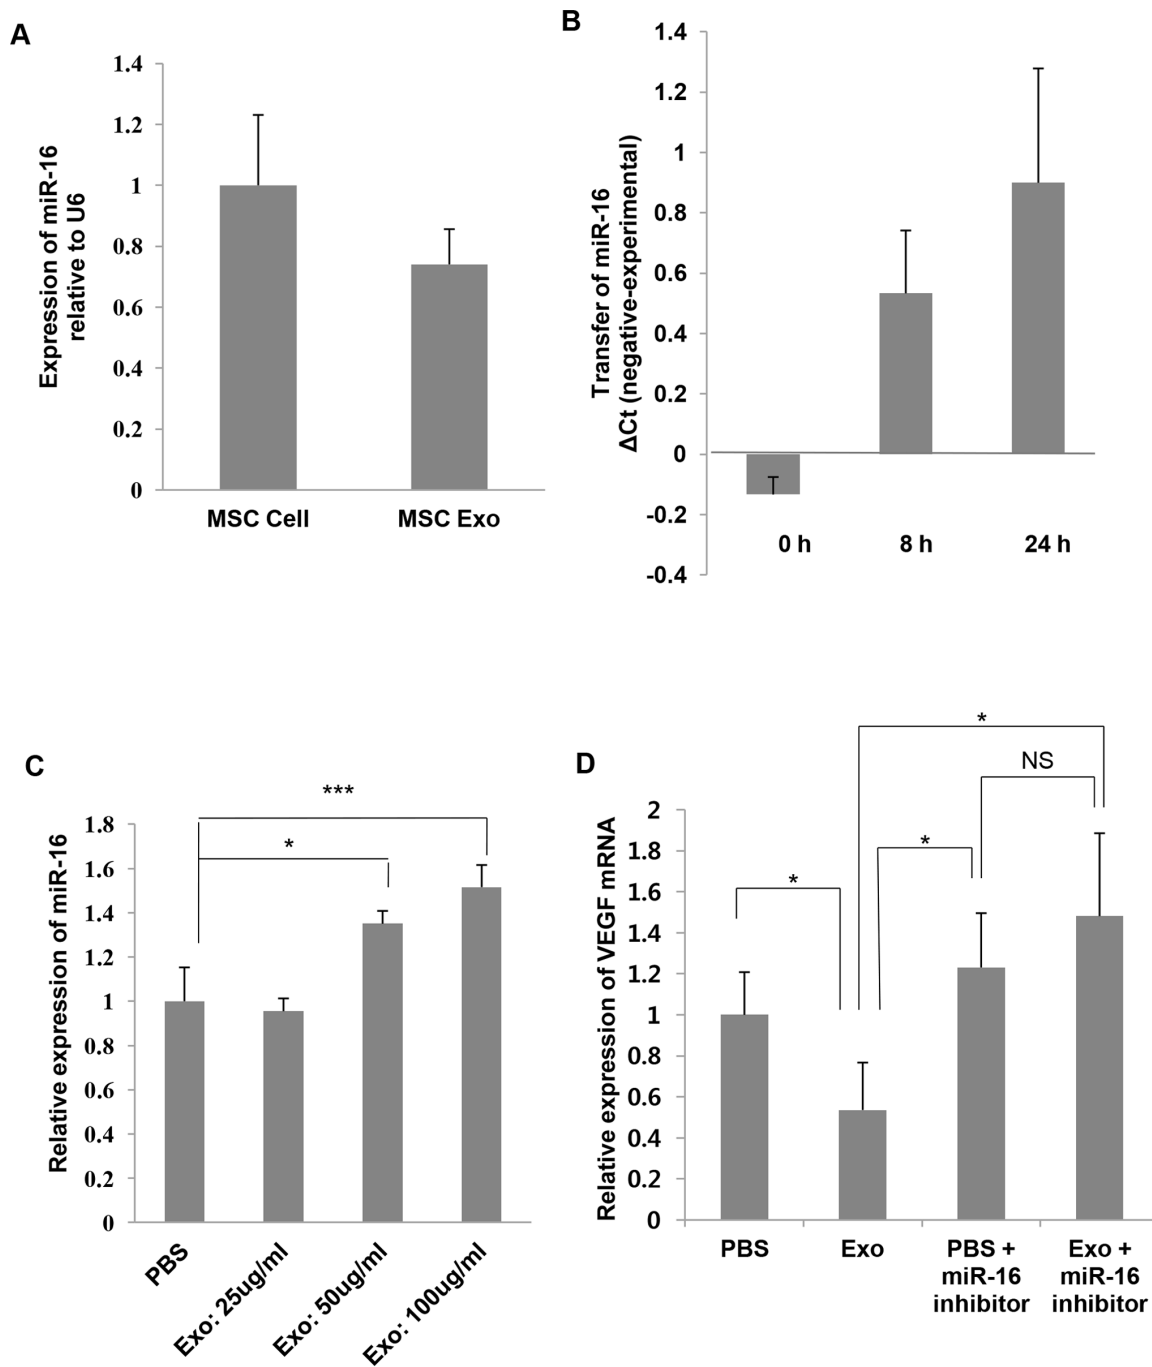 A
Expression of miR-16
relative to U6
1.4
1.2
1
0.8
0.6
0.4
0.2
0
MSC Cell
MSC Exo
B
Transfer of miR-16
ΔCt (negative-experimental)
1.4
1.2
1
0.8
0.6
0.4
0.2
0
-0.2
-0.4
0 h
8 h
24 h
C
Relative expression of miR-16
1.8
1.6
1.4
1.2
1
0.8
0.6
0.4
0.2
0
***
*
PBS
Exo: 25ug/ml
Exo: 50ug/ml
Exo: 100ug/ml
D
Relative expression of VEGF mRNA
2
1.8
1.6
1.4
1.2
1
0.8
0.6
0.4
0.2
0
*
NS
*
*
PBS
Exo
PBS +
miR-16
inhibitor
Exo +
miR-16
inhibitor